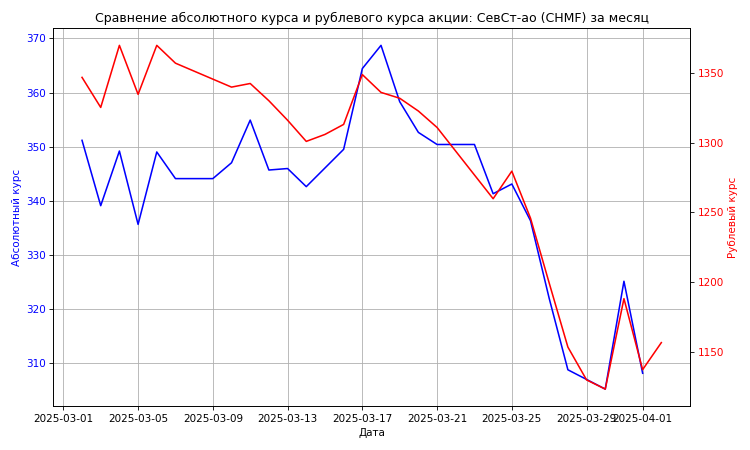 Сравнение абсолютного курса и рублевого курса акции: СевСт-ао (CHMF) за месяц
370
360
350
340
330
320
310
Абсолютный курс
1350
1300
1250
1200
1150
Рублевый курс
2025-03-01 2025-03-05 2025-03-09 2025-03-13 2025-03-17 2025-03-21 2025-03-25 2025-03-29 2025-04-01
Дата